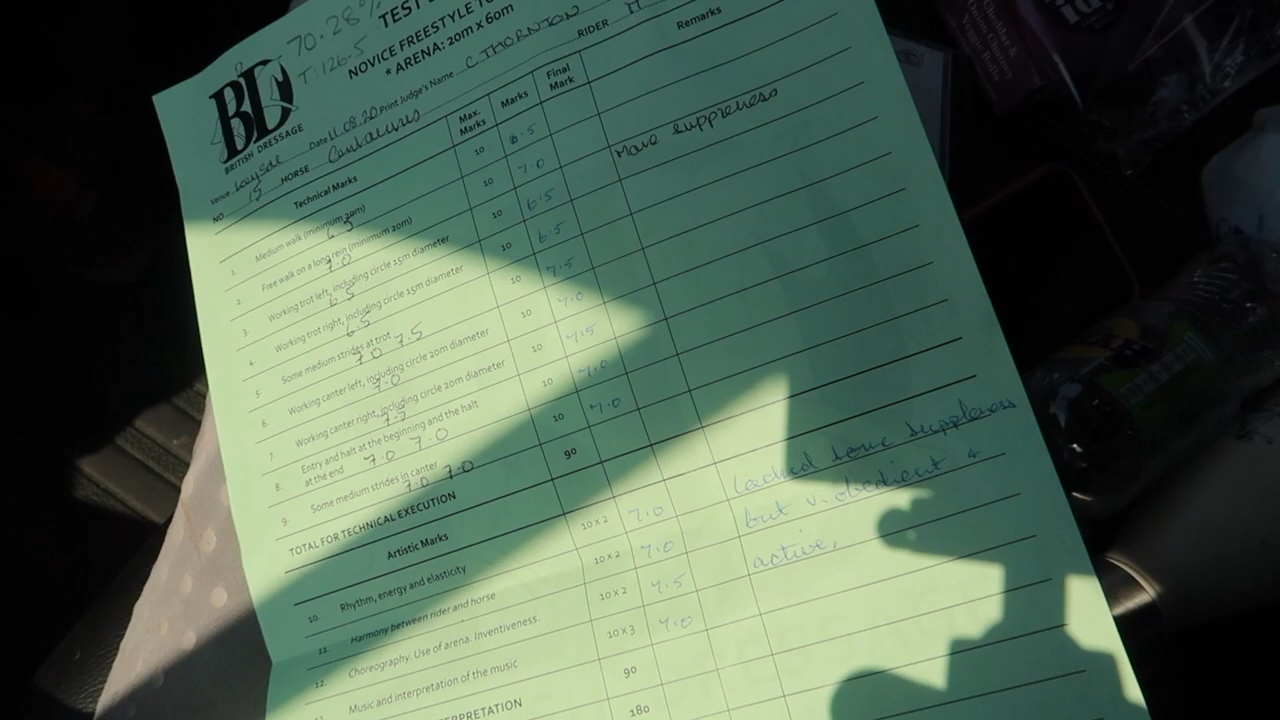 70.28%
T: 126.5
TEST
NOVICE FREESTYLE TO
* ARENA: 20m x 60m
BD
BRITISH DRESSAGE
Venue Date 11.08.20 Print Judge's Name C THORNTON RIDER
NO 15 HORSE Centaurus
Technical Marks Max. Marks Marks Final Mark Remarks
1. Medium walk (minimum 20m) 6.5 10 6.5
2. Free walk on a long rein (minimum 20m) 7.0 10 7.0 More suppleness
3. Working trot left, including circle 15m diameter 6.5 10 6.5
4. Working trot right, including circle 15m diameter 6.5 10 6.5
5. Some medium strides at trot 7.0 7.5 10 7.5
6. Working canter left, including circle 20m diameter 7.0 10 7.0
7. Working canter right, including circle 20m diameter 10 7.5
8. Entry and halt at the beginning and the halt
at the end 7.0 7.0 10 7.0
9. Some medium strides in canter 7.0 7.0 10 7.0
TOTAL FOR TECHNICAL EXECUTION 90
Artistic Marks
10. Rhythm, energy and elasticity 10 X 2 7.0 Lacked some suppleness
11. Harmony between rider and horse 10 X 2 7.0 but v. obedient +
12. Choreography. Use of arena. Inventiveness. 10 X 2 7.5 active.
13. Music and interpretation of the music 10 X 3 7.0
RPRETATION 90
180
Cheddar &
Onion Crustless
Rolls